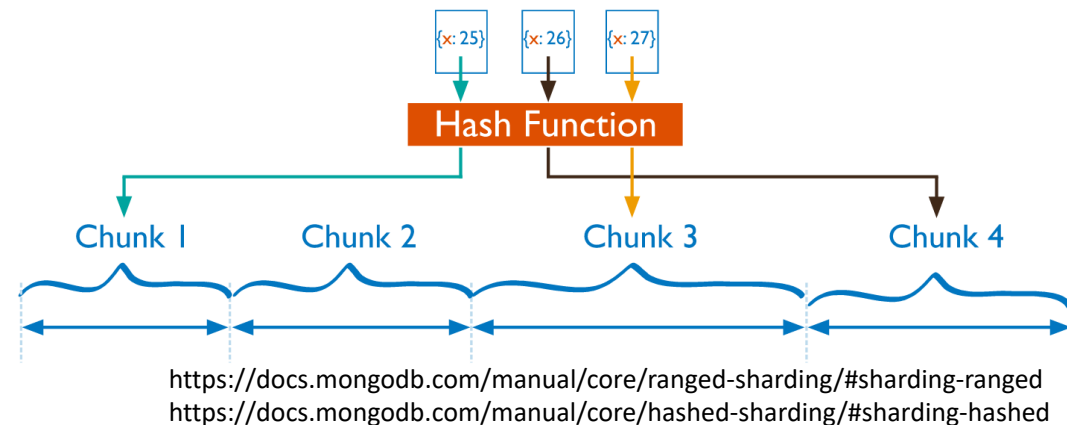 {x: 25} {x: 26} {x: 27}
Hash Function
Chunk 1 Chunk 2 Chunk 3 Chunk 4
https://docs.mongodb.com/manual/core/ranged-sharding/#sharding-ranged
https://docs.mongodb.com/manual/core/hashed-sharding/#sharding-hashed